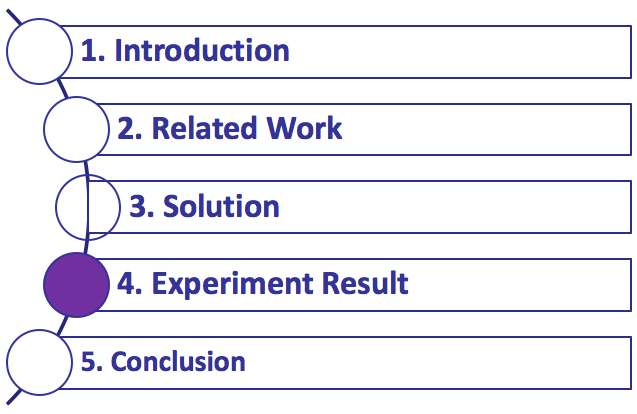 1. Introduction
2. Related Work
3. Solution
4. Experiment Result
5. Conclusion